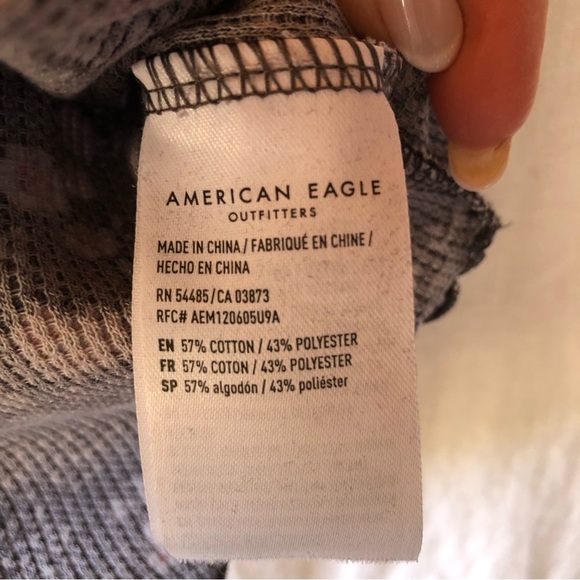 AMERICAN EAGLE
OUTFITTERS
MADE IN CHINA / FABRIQUÉ EN CHINE /
HECHO EN CHINA
RN 54485/CA 03873
RFC# AEM120605U9A
EN 57% COTTON / 43% POLYESTER
FR 57% COTON / 43% POLYESTER
SP 57% algodón / 43% poliéster